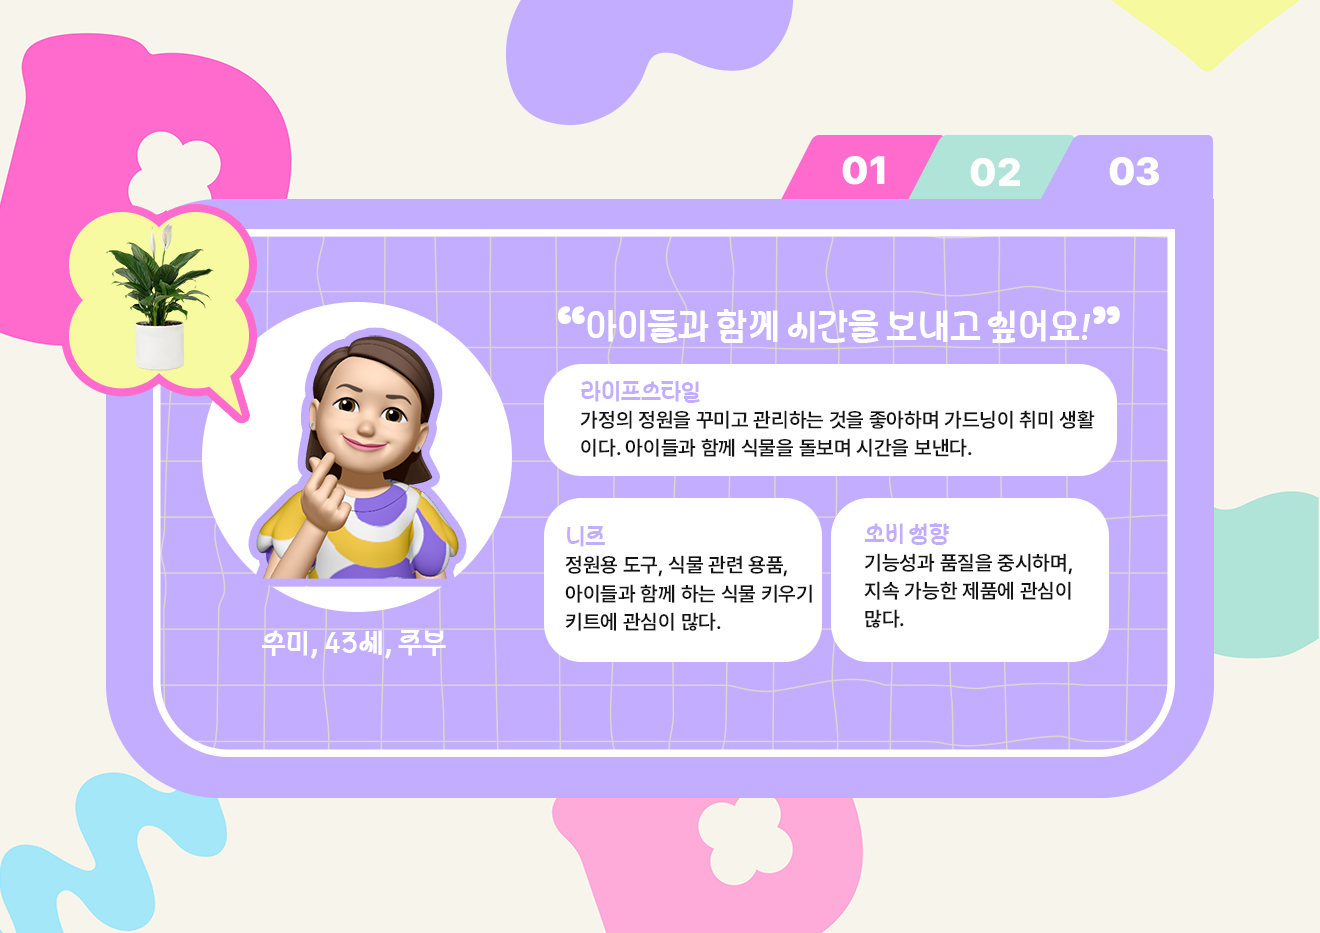 01
02
03
“아이들과 함께 시간을 보내고 싶어요!”
라이프스타일
가정의 정원을 꾸미고 관리하는 것을 좋아하며 가드닝이 취미 생활
이다. 아이들과 함께 식물을 돌보며 시간을 보낸다.
니즈
정원용 도구, 식물 관련 용품,
아이들과 함께 하는 식물 키우기
키트에 관심이 많다.
소비 성향
기능성과 품질을 중시하며,
지속 가능한 제품에 관심이
많다.
수미, 43세, 주부